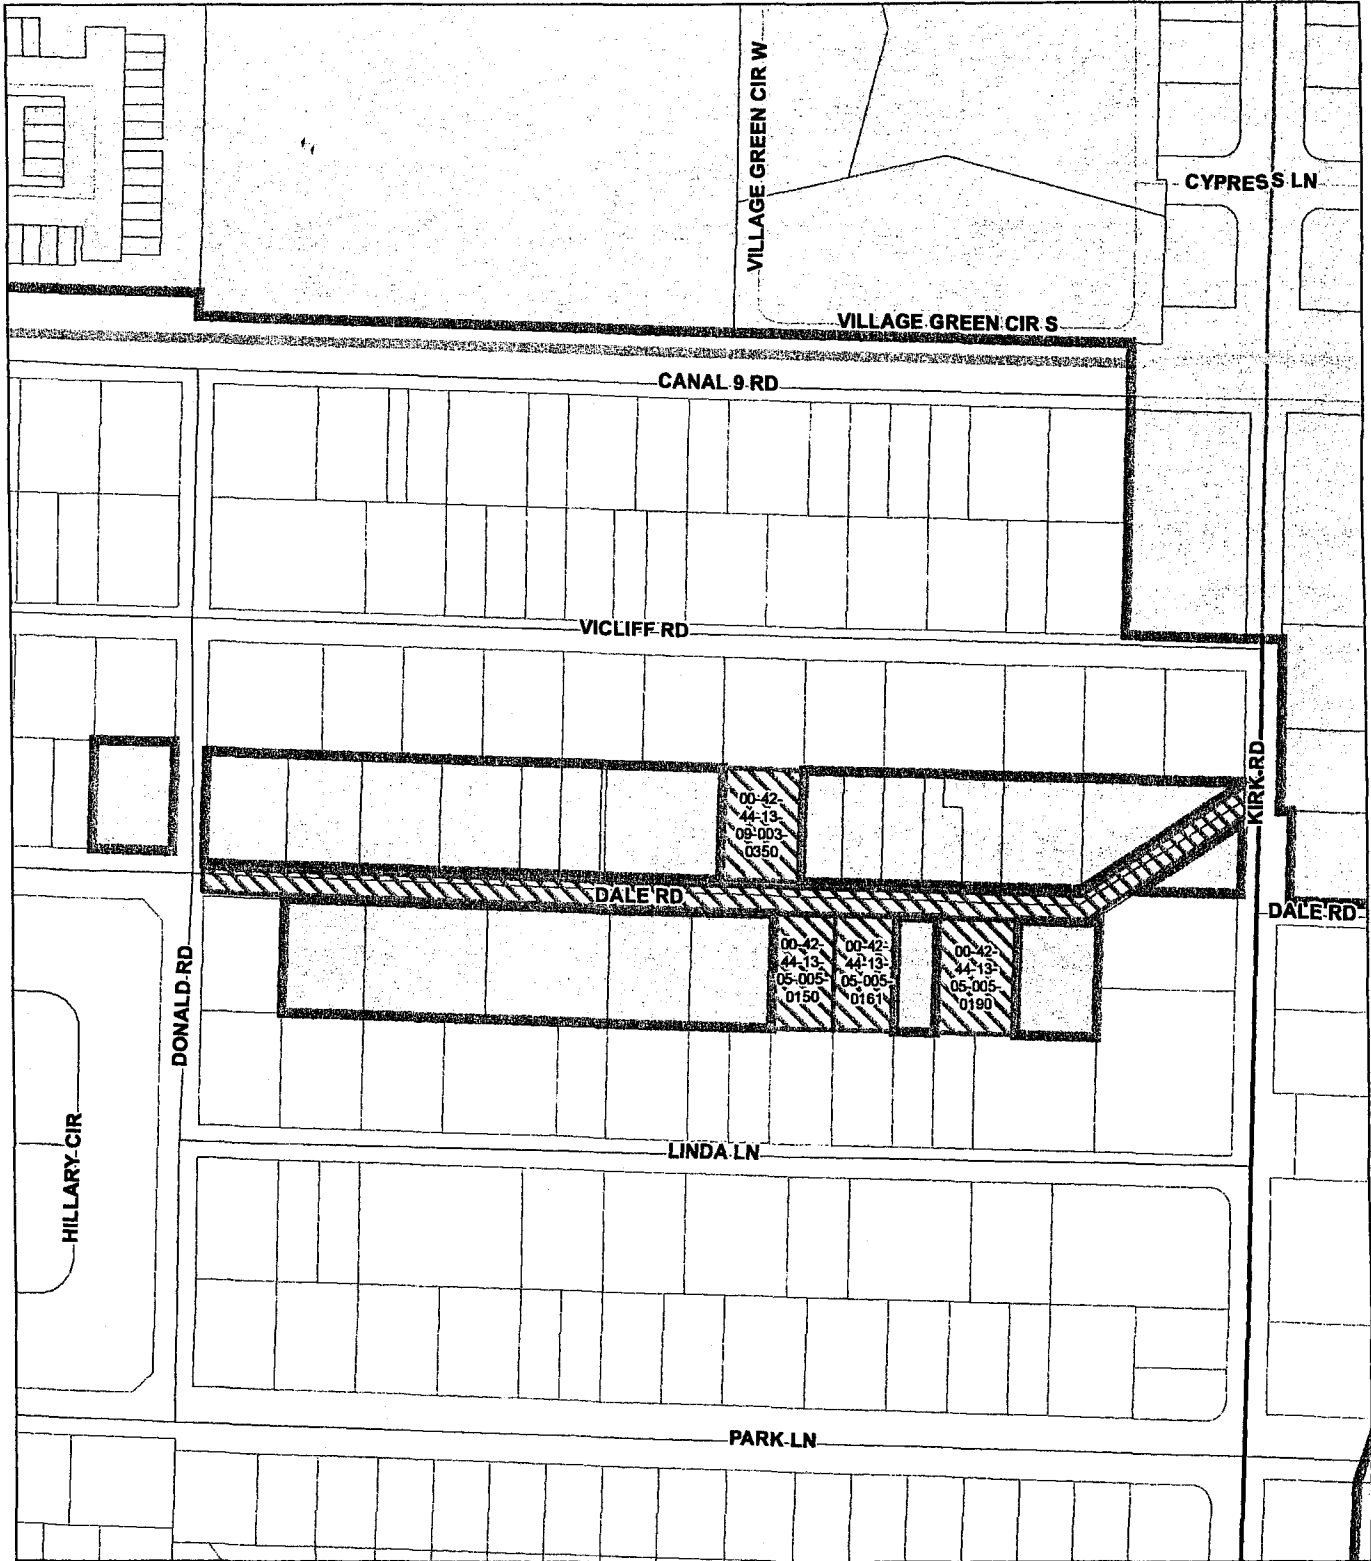 VILLAGE GREEN CIR W
CYPRESS LN
VILLAGE GREEN CIR S
CANAL 9 RD
VICLIFF RD
KIRK RD
00-42-
44-13-
09-003-
0350
DALE RD
DALE RD
00-42-
44-13-
05-005-
0150
00-42-
44-13-
05-005-
0161
00-42-
44-13-
05-005-
0190
DONALD RD
HILLARY CIR
LINDA LN
PARK LN